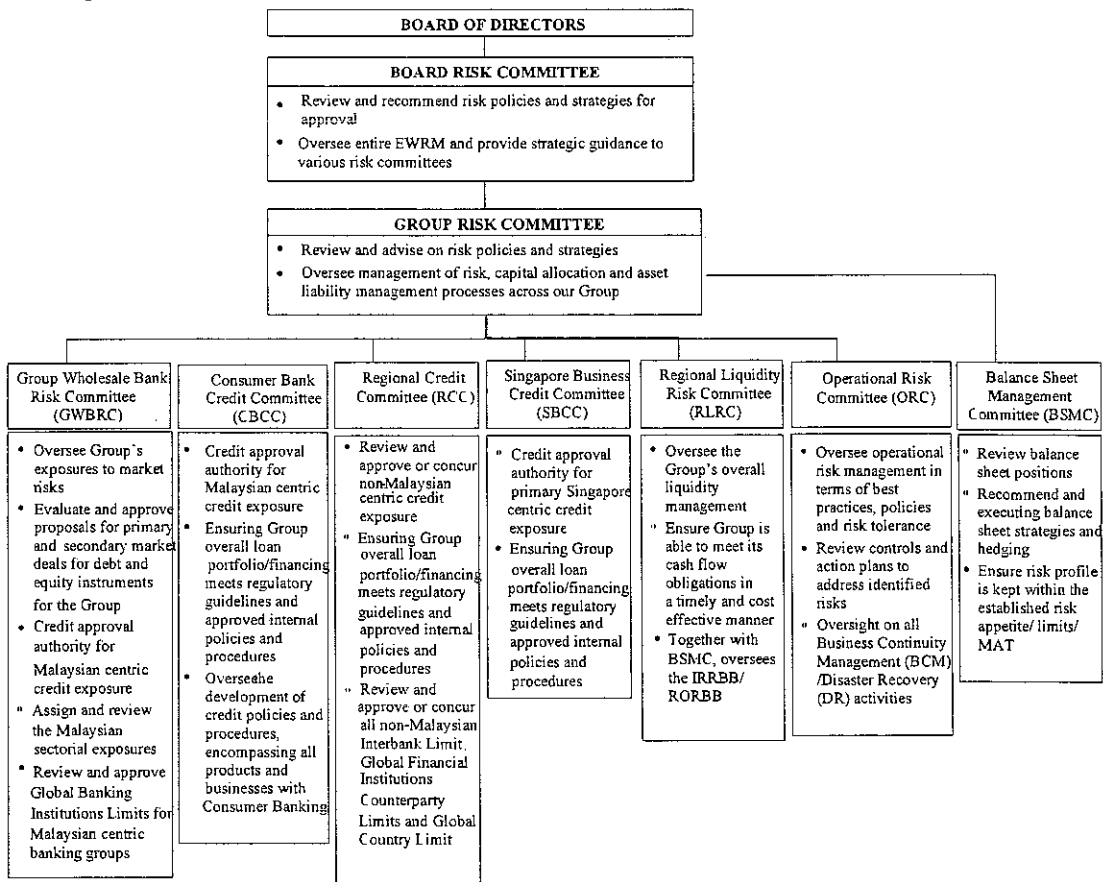 BOARD OF DIRECTORS
BOARD RISK COMMITTEE
• Review and recommend risk policies and strategies for
approval
• Oversee entire EWRM and provide strategic guidance to
various risk committees
GROUP RISK COMMITTEE
• Review and advise on risk policies and strategies
• Oversee management of risk, capital allocation and asset
liability management processes across our Group
Group Wholesale Bank
Risk Committee
(GWBRC)
• Oversee Group's
exposures to market
risks
• Evaluate and approve
proposals for primary
and secondary market
deals for debt and
equity instruments
for the Group
• Credit approval
authority for
Malaysian centric
credit exposure
• Assign and review
the Malaysian
sectorial exposures
• Review and approve
Global Banking
Institutions Limits for
Malaysian centric
banking groups
Consumer Bank
Credit Committee
(CBCC)
• Credit approval
authority for
Malaysian centric
credit exposure
• Ensuring Group
overall loan
portfolio/financing
meets regulatory
guidelines and
approved internal
policies and
procedures
• Overseehe
development of
credit policies and
procedures,
encompassing all
products and
businesses with
Consumer Banking
Regional Credit
Committee (RCC)
• Review and
approve or concur
non-Malaysian
centric credit
exposure
• Ensuring Group
overall loan
portfolio/financing
meets regulatory
guidelines and
approved internal
policies and
procedures
• Review and
approve or concur
all non-Malaysian
Interbank Limit,
Global Financial
Institutions
Counterparty
Limits and Global
Country Limit
Singapore Business
Credit Committee
(SBCC)
• Credit approval
authority for
primary Singapore
centric credit
exposure
• Ensuring Group
overall loan
portfolio/financing
meets regulatory
guidelines and
approved internal
policies and
procedures
Regional Liquidity
Risk Committee
(RLRC)
• Oversee the
Group's overall
liquidity
management
• Ensure Group is
able to meet its
cash flow
obligations in
a timely and cost
effective manner
• Together with
BSMC, oversees
the IRRBB/
RORBB
Operational Risk
Committee (ORC)
• Oversee operational
risk management in
terms of best
practices, policies
and risk tolerance
• Review controls and
action plans to
address identified
risks
• Oversight on all
Business Continuity
Management (BCM)
/Disaster Recovery
(DR) activities
Balance Sheet
Management
Committee (BSMC)
• Review balance
sheet positions
• Recommend and
executing balance
sheet strategies and
hedging
• Ensure risk profile
is kept within the
established risk
appetite/ limits/
MAT